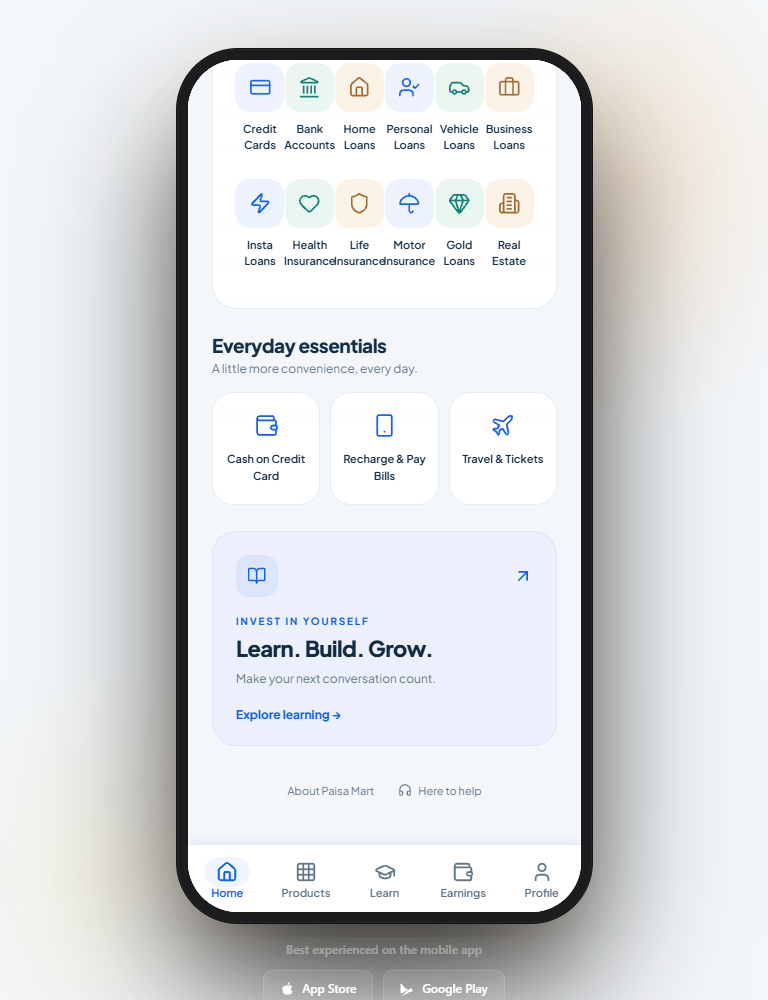 Credit Bank Home Personal Vehicle Business
Cards Accounts Loans Loans Loans Loans
Insta Health Life Motor Gold Real
Loans Insurance Insurance Insurance Loans Estate
Everyday essentials
A little more convenience, every day.
Cash on Credit Recharge & Pay Travel & Tickets
Card Bills
INVEST IN YOURSELF
Learn. Build. Grow.
Make your next conversation count.
Explore learning →
About Paisa Mart Here to help
Home Products Learn Earnings Profile
Best experienced on the mobile app
App Store Google Play